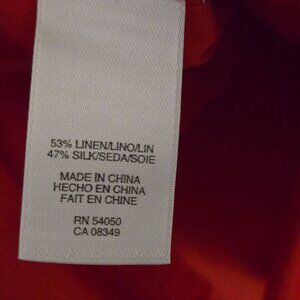 53% LINEN/LINO/LIN
47% SILK/SEDA/SOIE
MADE IN CHINA
HECHO EN CHINA
FAIT EN CHINE
RN 54050
CA 08349